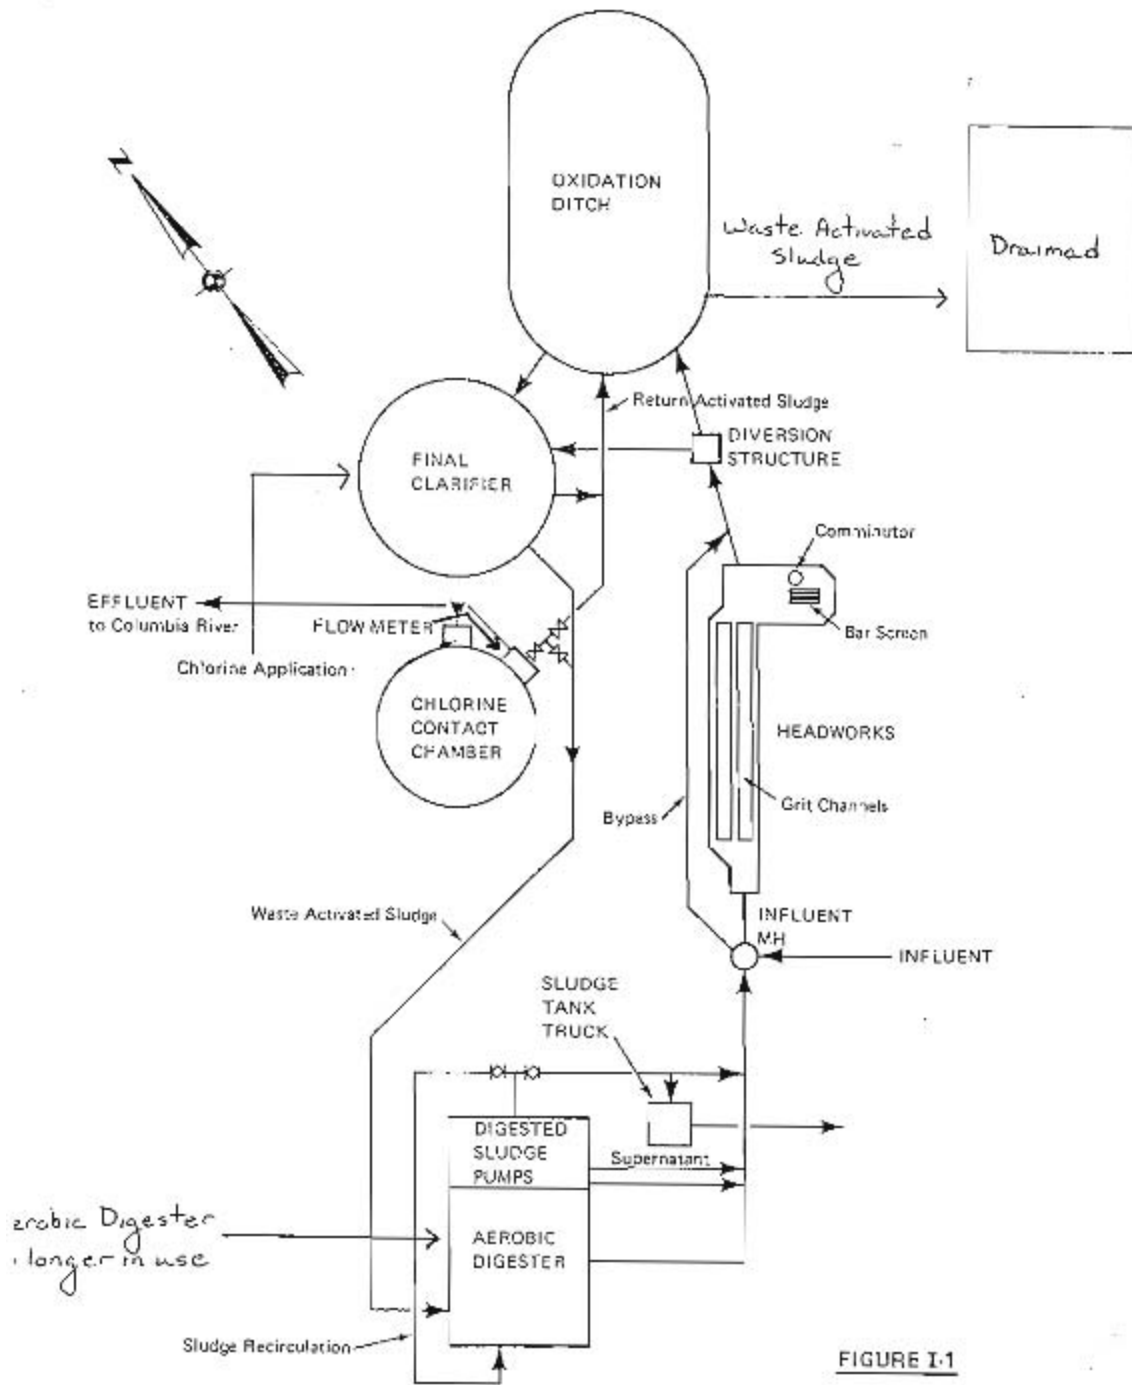 OXIDATION
DITCH
Waste Activated
Sludge
Draimad
N
Return Activated Sludge
DIVERSION
STRUCTURE
FINAL
CLARIFIER
Comminutor
EFFLUENT
to Columbia River
FLOW METER
Bar Screen
Chlorine Application
CHLORINE
CONTACT
CHAMBER
HEADWORKS
Grit Channels
Bypass
Waste Activated Sludge
INFLUENT
MH
INFLUENT
SLUDGE
TANK
TRUCK
DIGESTED
SLUDGE
PUMPS
Supernatant
erobic Digester
longer in use
AEROBIC
DIGESTER
Sludge Recirculation
FIGURE I-1